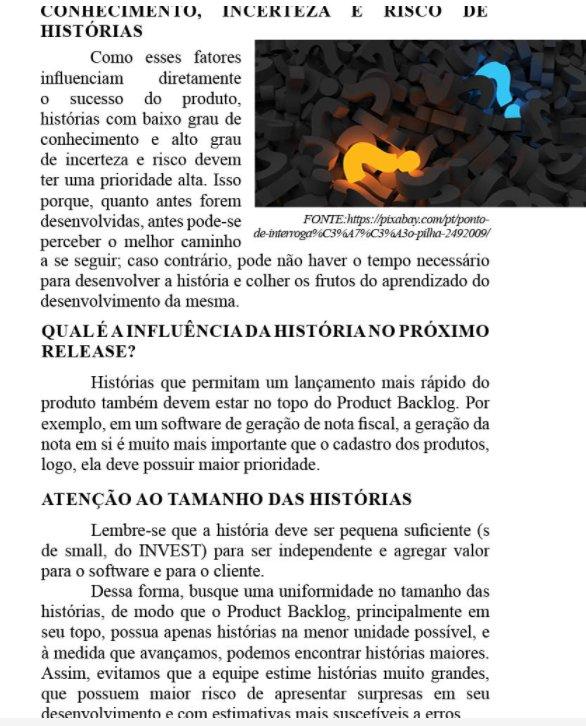 CONHECIMENTO, INCERTEZA E RISCO DE
HISTÓRIAS
Como esses fatores
influenciam diretamente
o sucesso do produto,
histórias com baixo grau de
conhecimento e alto grau
de incerteza e risco devem
ter uma prioridade alta. Isso
porque, quanto antes forem
desenvolvidas, antes pode-se
perceber o melhor caminho
FONTE:https://pixabay.com/pt/ponto-
de-interroga%C3%A7%C3%A3o-pilha-2492009/
a se seguir; caso contrário, pode não haver o tempo necessário
para desenvolver a história e colher os frutos do aprendizado do
desenvolvimento da mesma.
QUAL É A INFLUÊNCIA DA HISTÓRIA NO PRÓXIMO
RELEASE?
Histórias que permitam um lançamento mais rápido do
produto também devem estar no topo do Product Backlog. Por
exemplo, em um software de geração de nota fiscal, a geração da
nota em si é muito mais importante que o cadastro dos produtos,
logo, ela deve possuir maior prioridade.
ATENÇÃO AO TAMANHO DAS HISTÓRIAS
Lembre-se que a história deve ser pequena suficiente (s
de small, do INVEST) para ser independente e agregar valor
para o software e para o cliente.
Dessa forma, busque uma uniformidade no tamanho das
histórias, de modo que o Product Backlog, principalmente em
seu topo, possua apenas histórias na menor unidade possível, e
à medida que avançamos, podemos encontrar histórias maiores.
Assim, evitamos que a equipe estime histórias muito grandes,
que possuem maior risco de apresentar surpresas em seu
desenvolvimento e com estimativas mais suscetíveis a erros